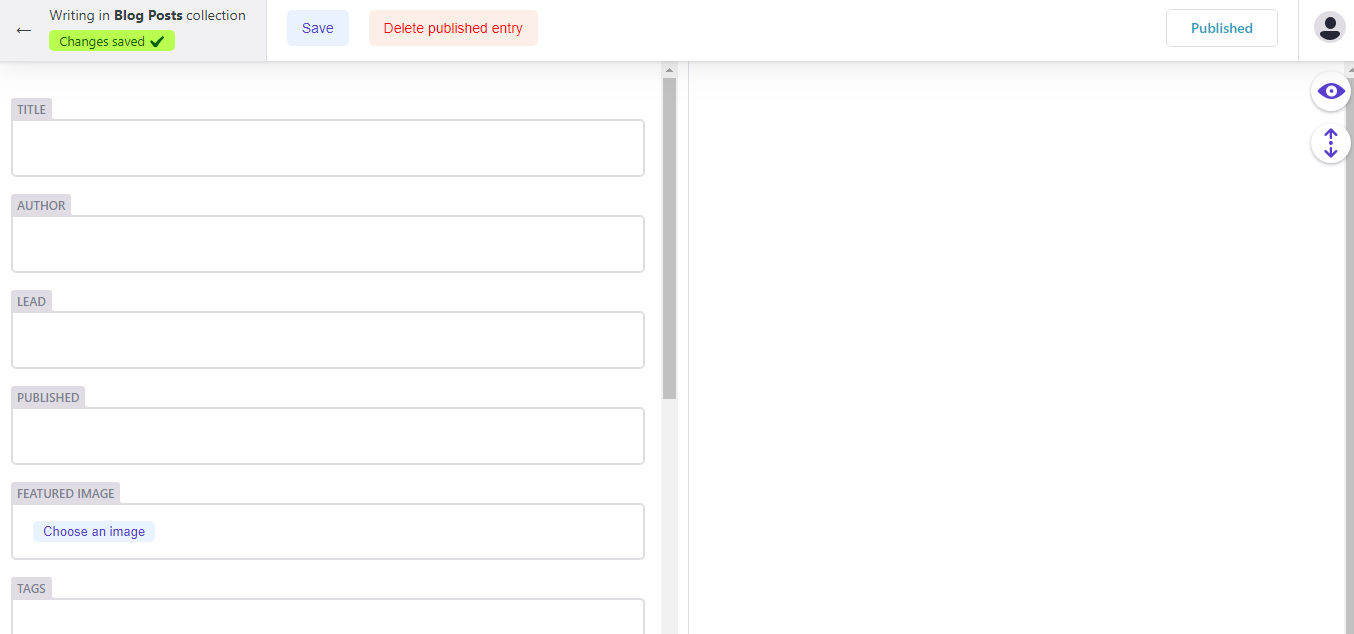 Writing in Blog Posts collection
Changes saved
Save
Delete published entry
Published
TITLE
AUTHOR
LEAD
PUBLISHED
FEATURED IMAGE
Choose an image
TAGS